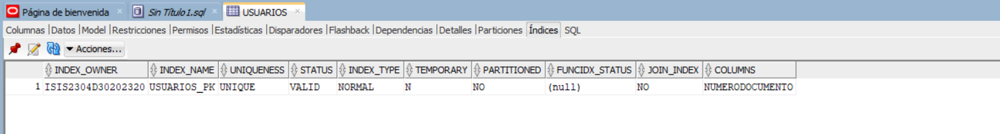 Página de bienvenida Sin Título1.sql USUARIOS
Columnas |Datos |Model |Restricciones |Permisos |Estadísticas |Disparadores |Flashback |Dependencias |Detalles |Particiones |Índices SQL
Acciones...
INDEX_OWNER INDEX_NAME UNIQUENESS STATUS INDEX_TYPE TEMPORARY PARTITIONED FUNCIDX_STATUS JOIN_INDEX COLUMNS
1 ISIS2304D30202320 USUARIOS_PK UNIQUE VALID NORMAL N NO (null) NO NUMERODOCUMENTO